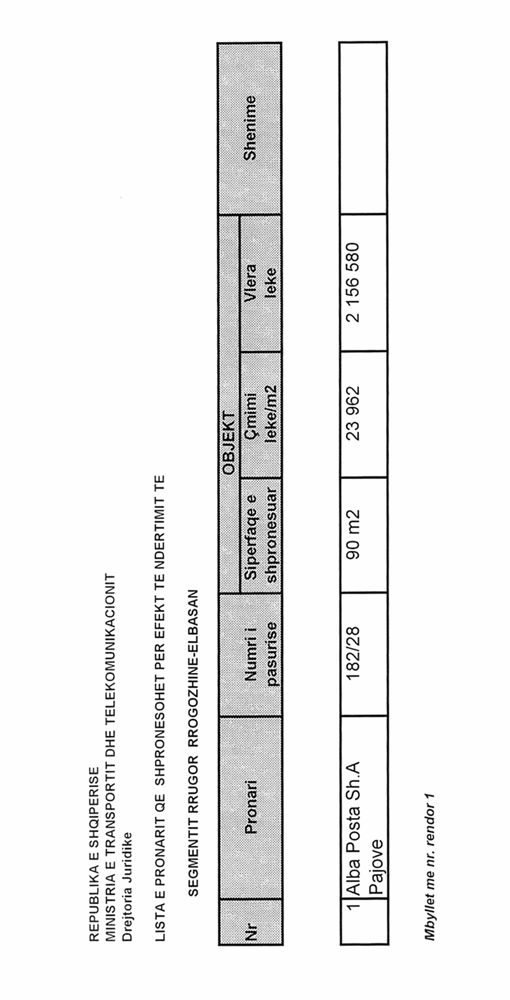 REPUBLIKA E SHQIPERISE
MINISTRIA E TRANSPORTIT DHE TELEKOMUNIKACIONIT
Drejtoria Juridike
LISTA E PRONARIT QE SHPRONESOHET PER EFEKT TE NDERTIMIT TE
SEGMENTIT RRUGOR RROGOZHINE-ELBASAN
OBJEKT
Nr Pronari Numri i Siperfaqe e Çmimi Vlera Shenime
pasurise shpronesuar leke/m2 leke
1 Alba Posta Sh.A 182/28 90 m2 23 962 2 156 580
Pajove
Mbyllet me nr. rendor 1